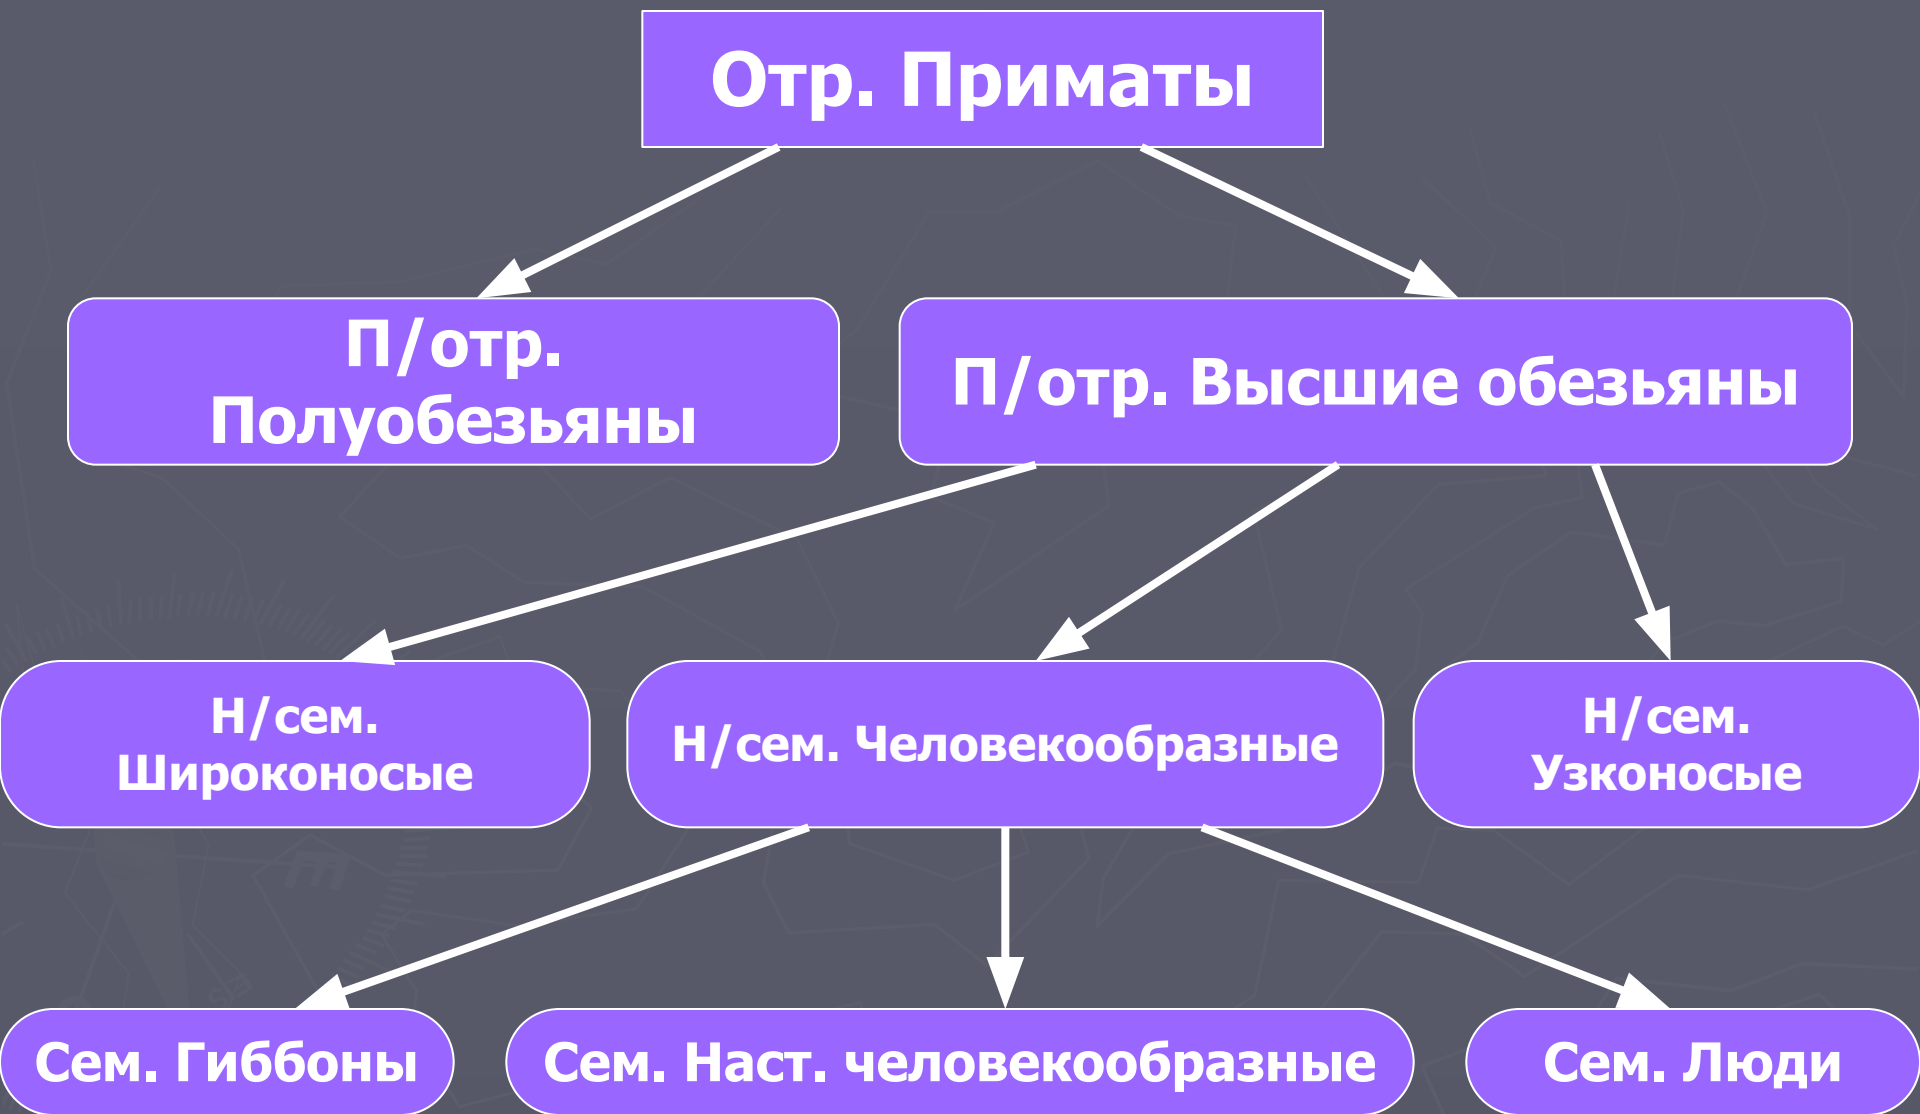 Отр. Приматы
П/отр.
Полуобезьяны
П/отр. Высшие обезьяны
Н/сем.
Широконосые
Н/сем. Человекообразные
Н/сем.
Узконосые
Сем. Гиббоны
Сем. Наст. человекообразные
Сем. Люди